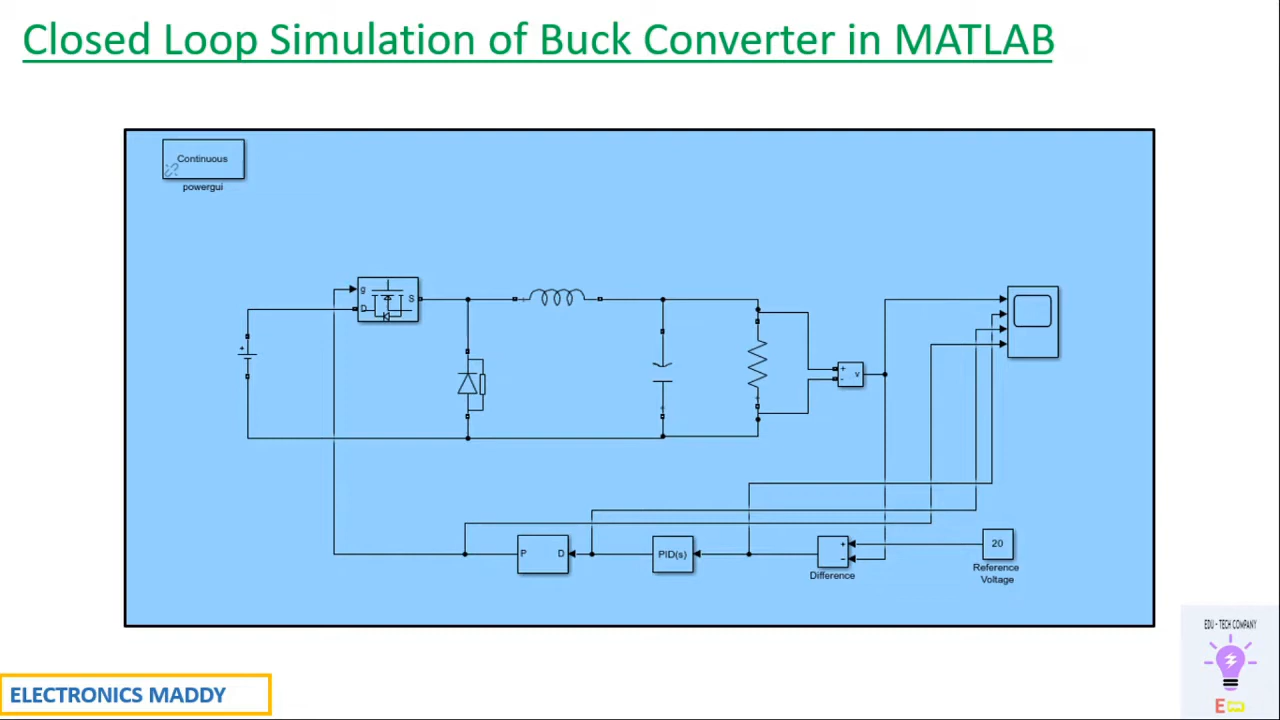 Closed Loop Simulation of Buck Converter in MATLAB
Continuous
powergui
g
D
S
+
+
-
v
P
D
PID(s)
+
−
Difference
20
Reference
Voltage
EDU - TECH COMPANY
E
ELECTRONICS MADDY